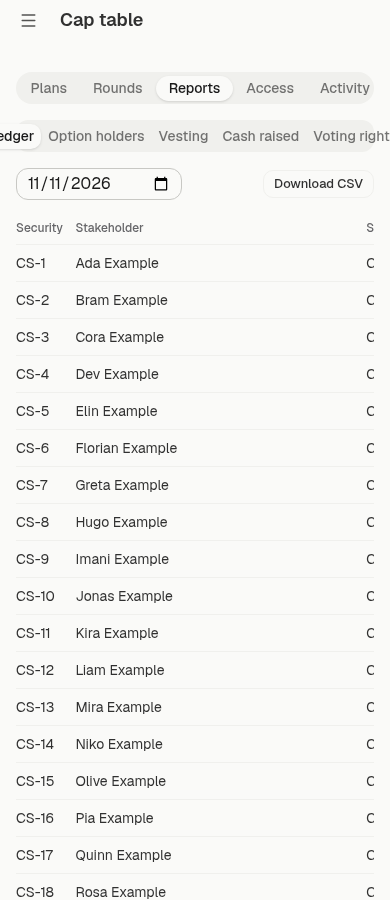 Cap table
Plans Rounds Reports Access Activity
edger Option holders Vesting Cash raised Voting right
11/11/2026 Download CSV
Security Stakeholder S
CS-1 Ada Example C
CS-2 Bram Example C
CS-3 Cora Example C
CS-4 Dev Example C
CS-5 Elin Example C
CS-6 Florian Example C
CS-7 Greta Example C
CS-8 Hugo Example C
CS-9 Imani Example C
CS-10 Jonas Example C
CS-11 Kira Example C
CS-12 Liam Example C
CS-13 Mira Example C
CS-14 Niko Example C
CS-15 Olive Example C
CS-16 Pia Example C
CS-17 Quinn Example C
CS-18 Rosa Example C